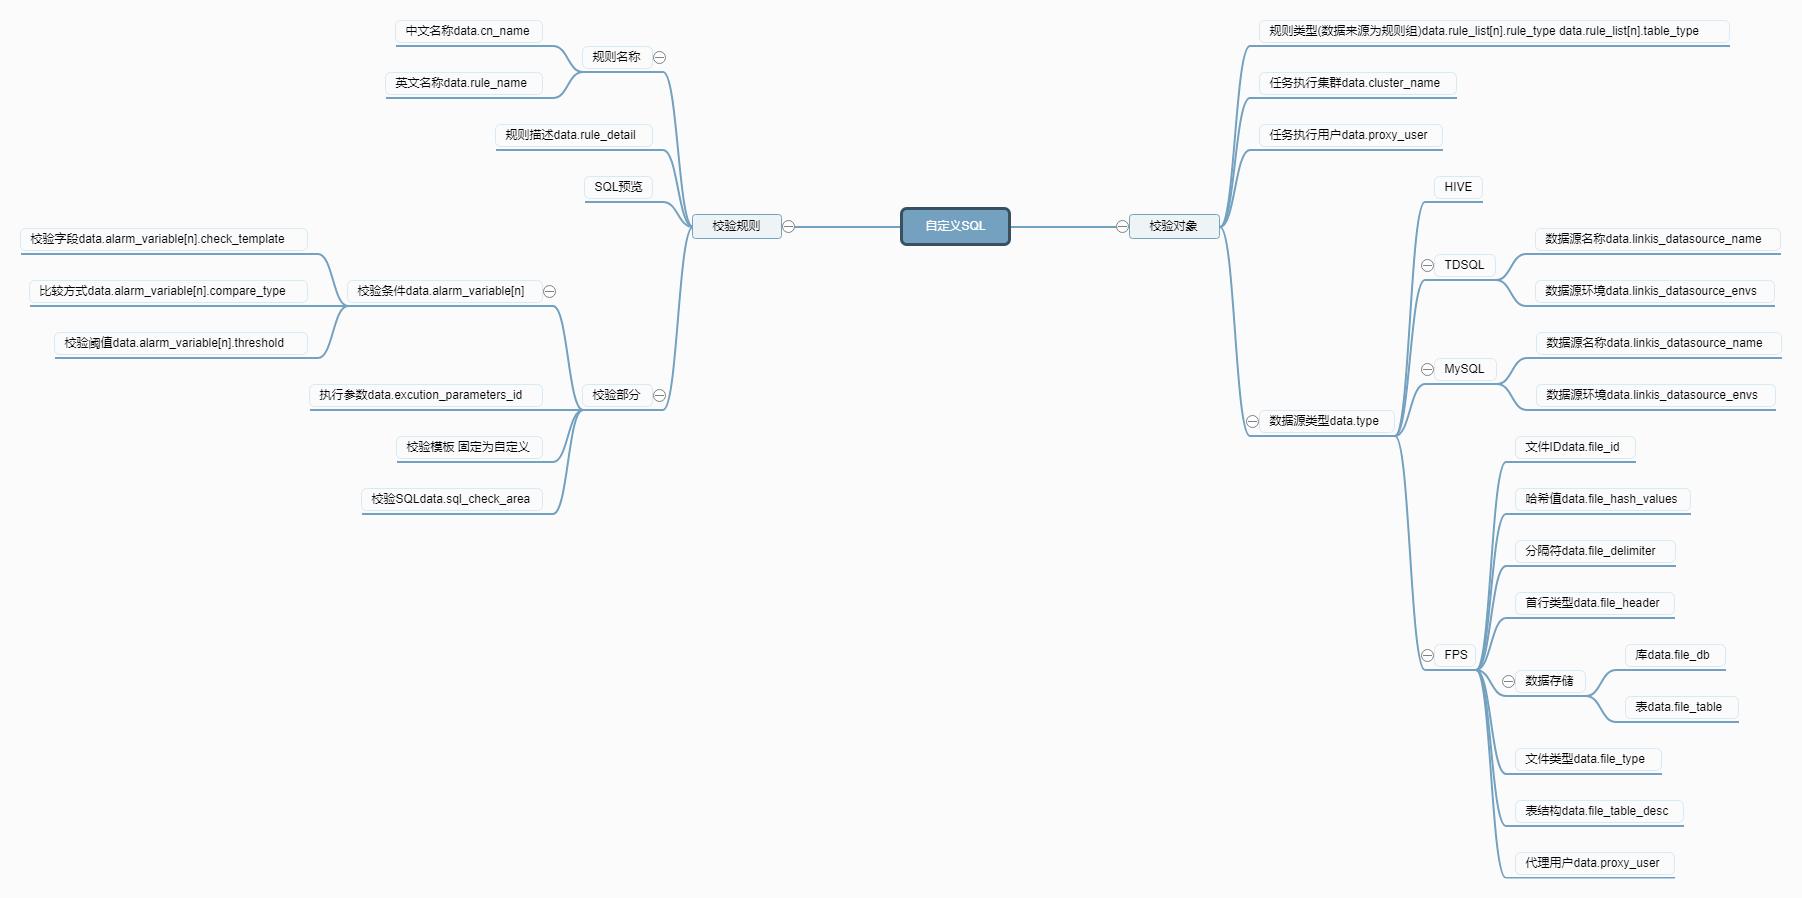 自定义SQL
校验规则
规则名称
中文名称data.cn_name
英文名称data.rule_name
规则描述data.rule_detail
SQL预览
校验部分
校验条件data.alarm_variable[n]
校验字段data.alarm_variable[n].check_template
比较方式data.alarm_variable[n].compare_type
校验阈值data.alarm_variable[n].threshold
执行参数data.excution_parameters_id
校验模板 固定为自定义
校验SQLdata.sql_check_area
校验对象
规则类型(数据来源为规则组)data.rule_list[n].rule_type data.rule_list[n].table_type
任务执行集群data.cluster_name
任务执行用户data.proxy_user
数据源类型data.type
HIVE
TDSQL
数据源名称data.linkis_datasource_name
数据源环境data.linkis_datasource_envs
MySQL
数据源名称data.linkis_datasource_name
数据源环境data.linkis_datasource_envs
FPS
文件IDdata.file_id
哈希值data.file_hash_values
分隔符data.file_delimiter
首行类型data.file_header
数据存储
库data.file_db
表data.file_table
文件类型data.file_type
表结构data.file_table_desc
代理用户data.proxy_user